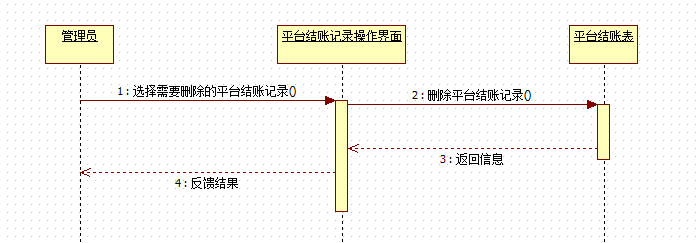 管理员
平台结账记录操作界面
平台结账表
1 : 选择需要删除的平台结账记录()
2 : 删除平台结账记录()
3 : 返回信息
4 : 反馈结果